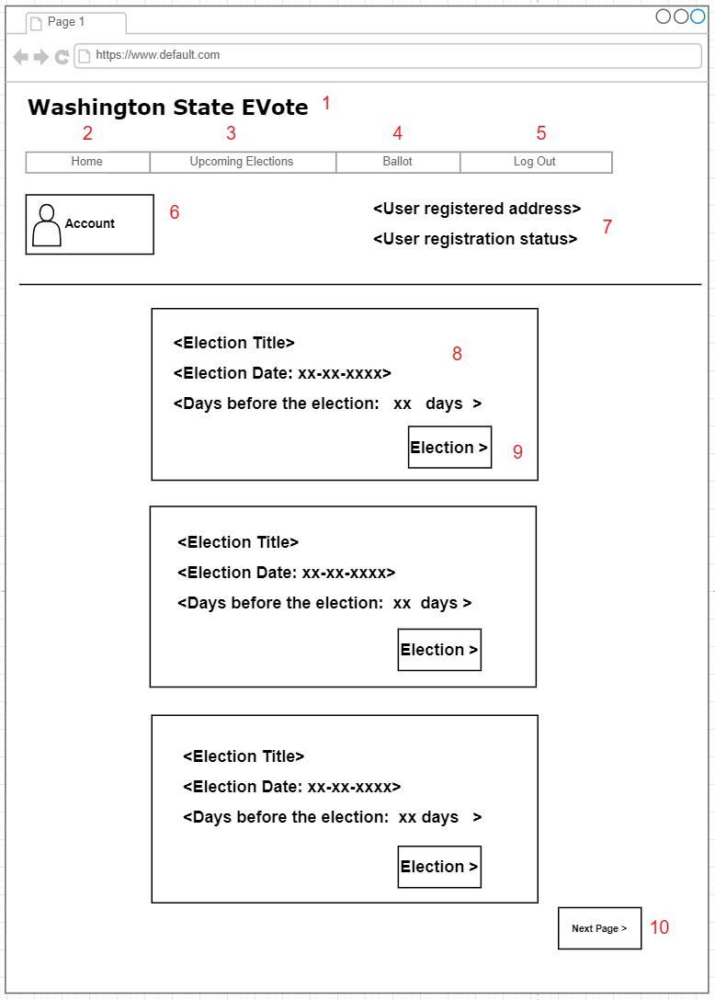 Page 1
https://www.default.com
Washington State EVote 1
2 3 4 5
Home Upcoming Elections Ballot Log Out
Account 6
<User registered address>
<User registration status> 7
<Election Title>
8
<Election Date: xx-xx-xxxx>
<Days before the election: xx days >
Election > 9
<Election Title>
<Election Date: xx-xx-xxxx>
<Days before the election: xx days >
Election >
<Election Title>
<Election Date: xx-xx-xxxx>
<Days before the election: xx days >
Election >
Next Page > 10